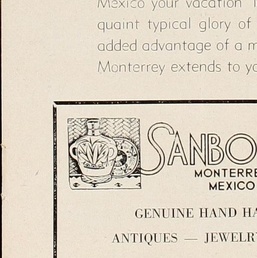 Mexico your vacation
quaint typical glory of
added advantage of a m
Monterrey extends to yo
SANBO
MONTERRE
MEXICO
GENUINE HAND HA
ANTIQUES — JEWELR